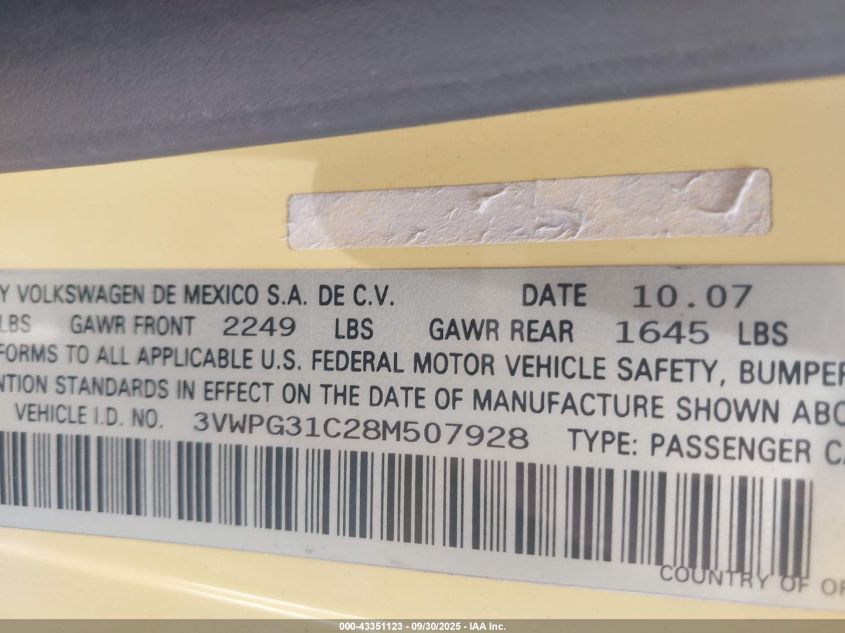 Y VOLKSWAGEN DE MEXICO S.A. DE C.V. DATE 10.07
LBS GAWR FRONT 2249 LBS GAWR REAR 1645 LBS
FORMS TO ALL APPLICABLE U.S. FEDERAL MOTOR VEHICLE SAFETY, BUMPER
NTION STANDARDS IN EFFECT ON THE DATE OF MANUFACTURE SHOWN ABO
VEHICLE I.D. NO. 3VWPG31C28M507928 TYPE: PASSENGER CA
COUNTRY OF OR
000-43351123 - 09/30/2025 - IAA Inc.